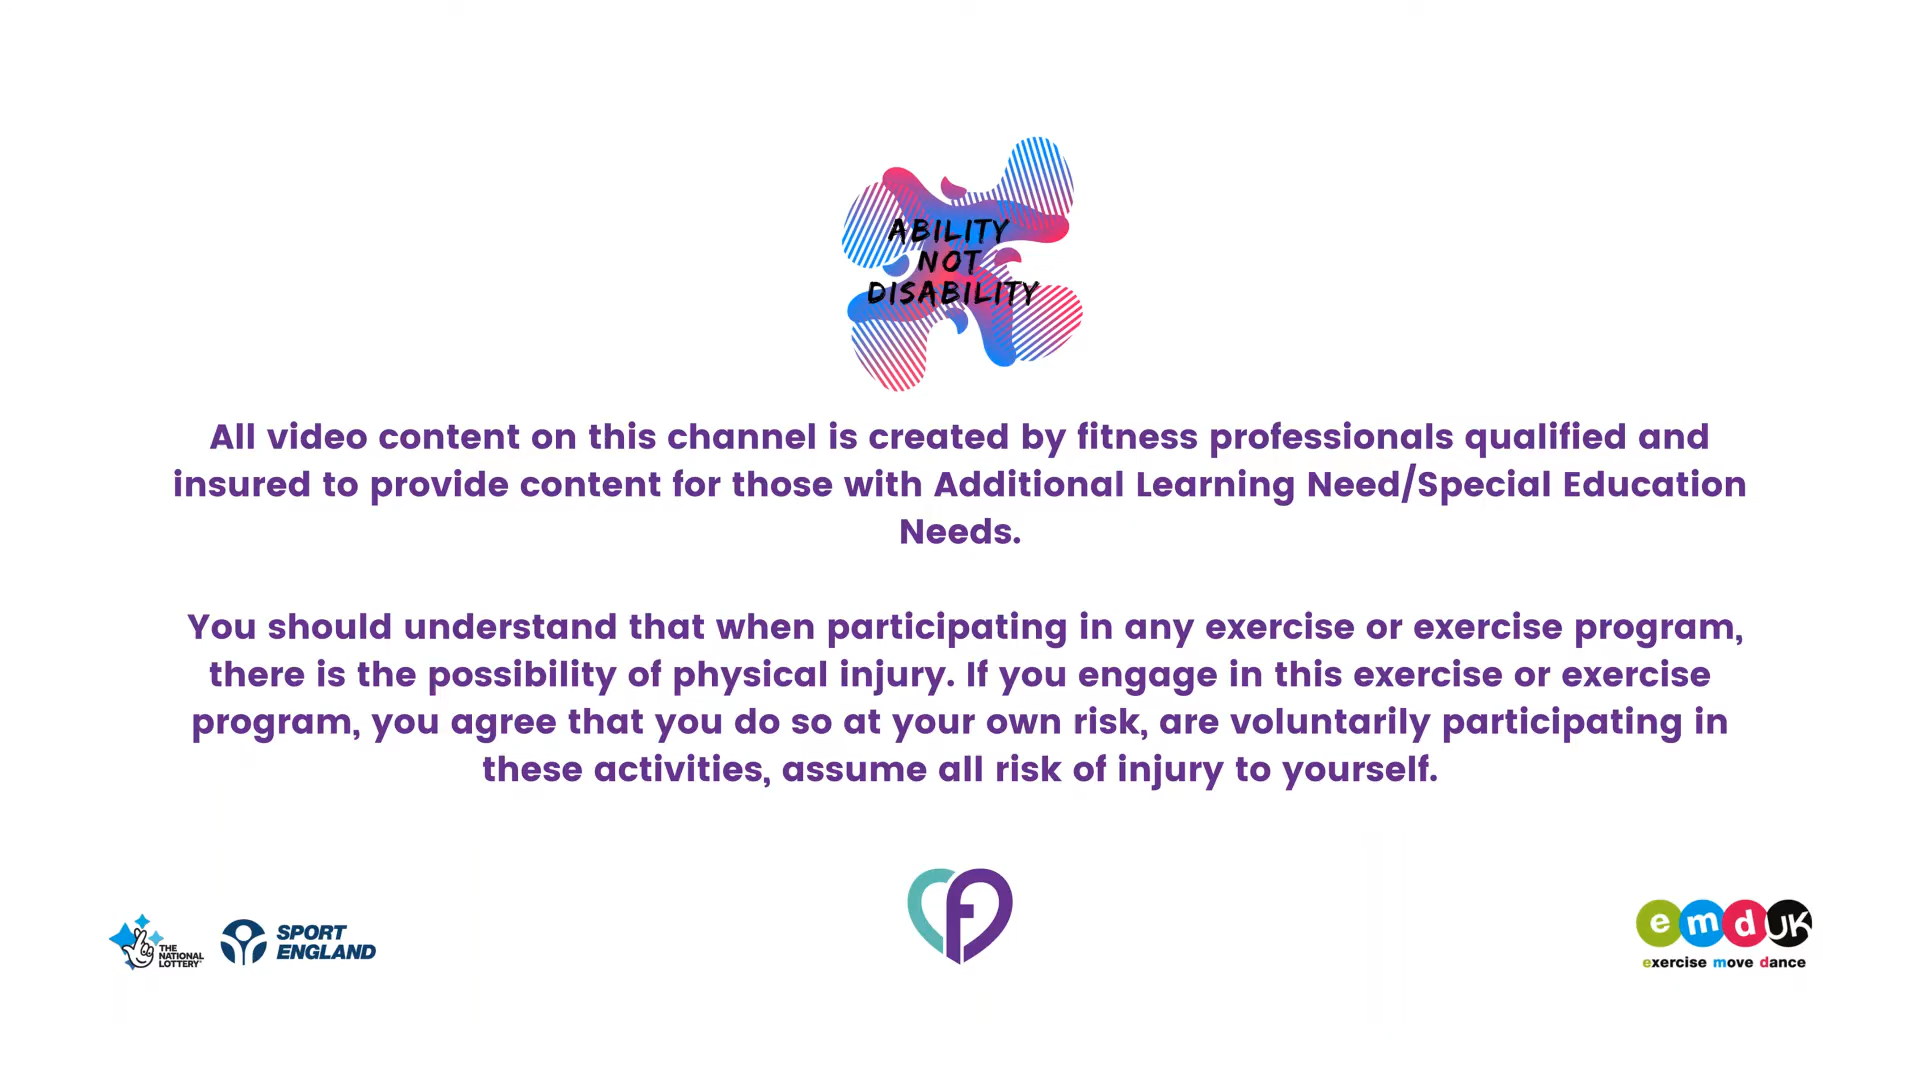 ABILITY
NOT
DISABILITY
All video content on this channel is created by fitness professionals qualified and
insured to provide content for those with Additional Learning Need/Special Education
Needs.
You should understand that when participating in any exercise or exercise program,
there is the possibility of physical injury. If you engage in this exercise or exercise
program, you agree that you do so at your own risk, are voluntarily participating in
these activities, assume all risk of injury to yourself.
THE
NATIONAL
LOTTERY
SPORT
ENGLAND
f
emdUK
exercise move dance